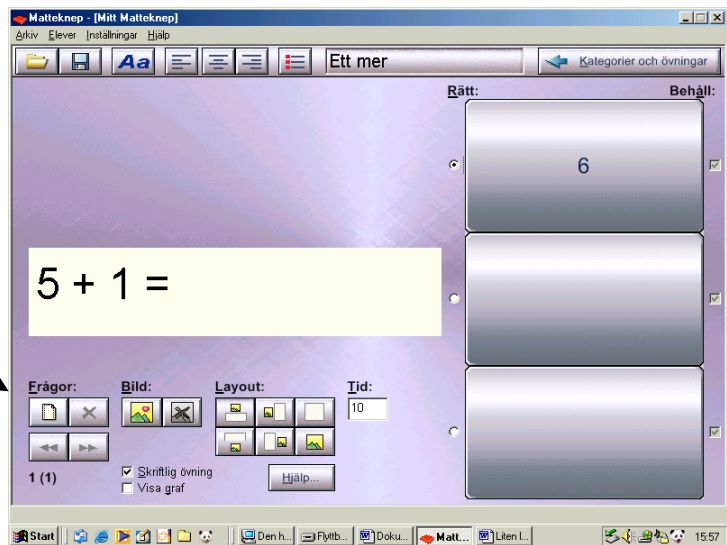 Matteknep - [Mitt Matteknep]
Arkiv Elever Inställningar Hjälp
Aa Ett mer Kategorier och övningar
Rätt: Behåll:
6
5 + 1 =
Frågor: Bild: Layout: Tid:
10
1 (1)
Skriftlig övning
Visa graf
Hjälp...
Start Den h... Flyttb... Doku... Matt... Liten l... 15:57